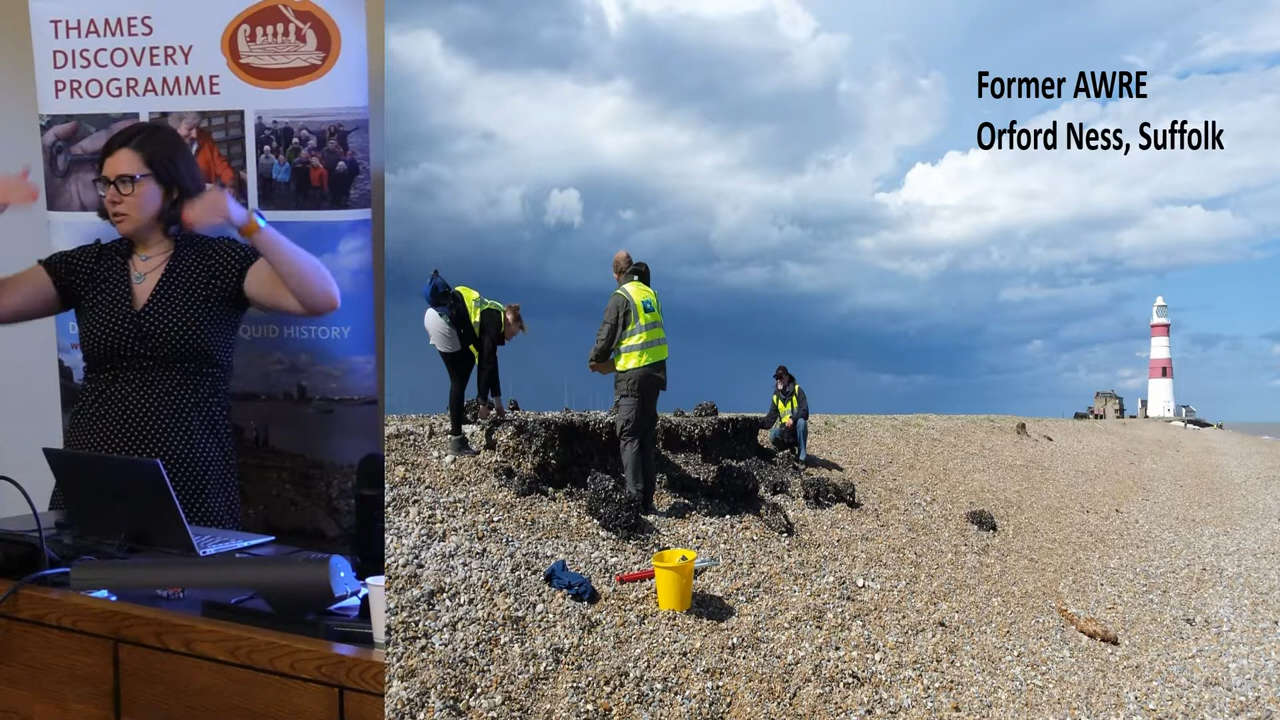 THAMES
DISCOVERY
PROGRAMME
QUID HISTORY
Former AWRE
Orford Ness, Suffolk